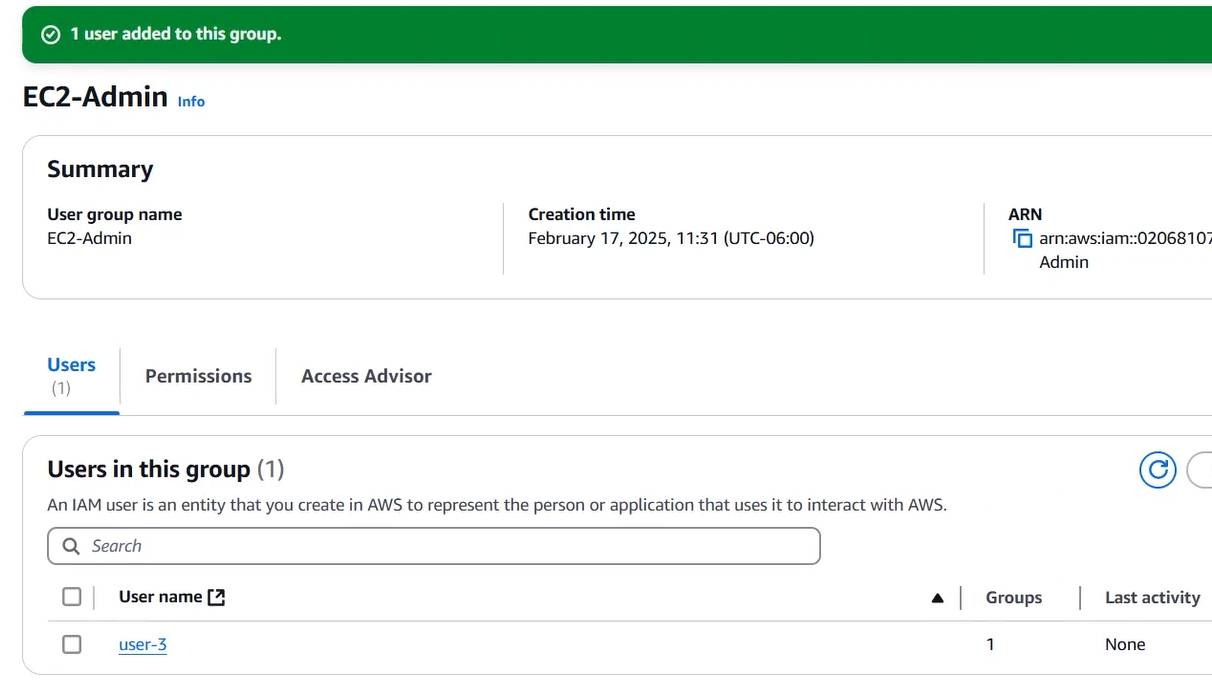 1 user added to this group.
EC2-Admin Info
Summary
User group name
EC2-Admin
Creation time
February 17, 2025, 11:31 (UTC-06:00)
ARN
arn:aws:iam::02068107
Admin
Users
(1)
Permissions
Access Advisor
Users in this group (1)
An IAM user is an entity that you create in AWS to represent the person or application that uses it to interact with AWS.
Search
User name Groups Last activity
user-3 1 None